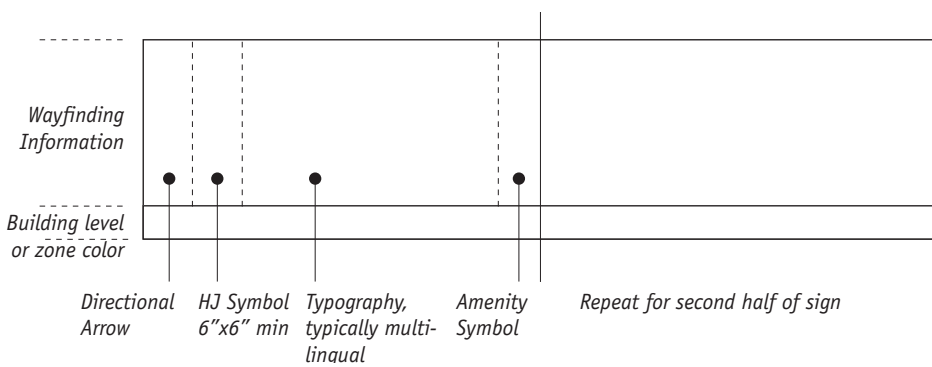 Wayfinding
Information
Building level
or zone color
Directional
Arrow
HJ Symbol
6”x6” min
Typography,
typically multi-
lingual
Amenity
Symbol
Repeat for second half of sign